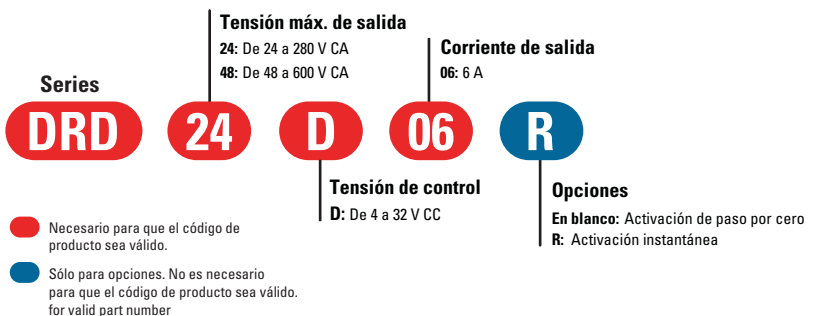 Tensión máx. de salida
24: De 24 a 280 V CA
48: De 48 a 600 V CA
Corriente de salida
06: 6 A
Series
DRD 24 D 06 R
Tensión de control
D: De 4 a 32 V CC
Opciones
En blanco: Activación de paso por cero
R: Activación instantánea
Necesario para que el código de
producto sea válido.
Sólo para opciones. No es necesario
para que el código de producto sea válido.
for valid part number